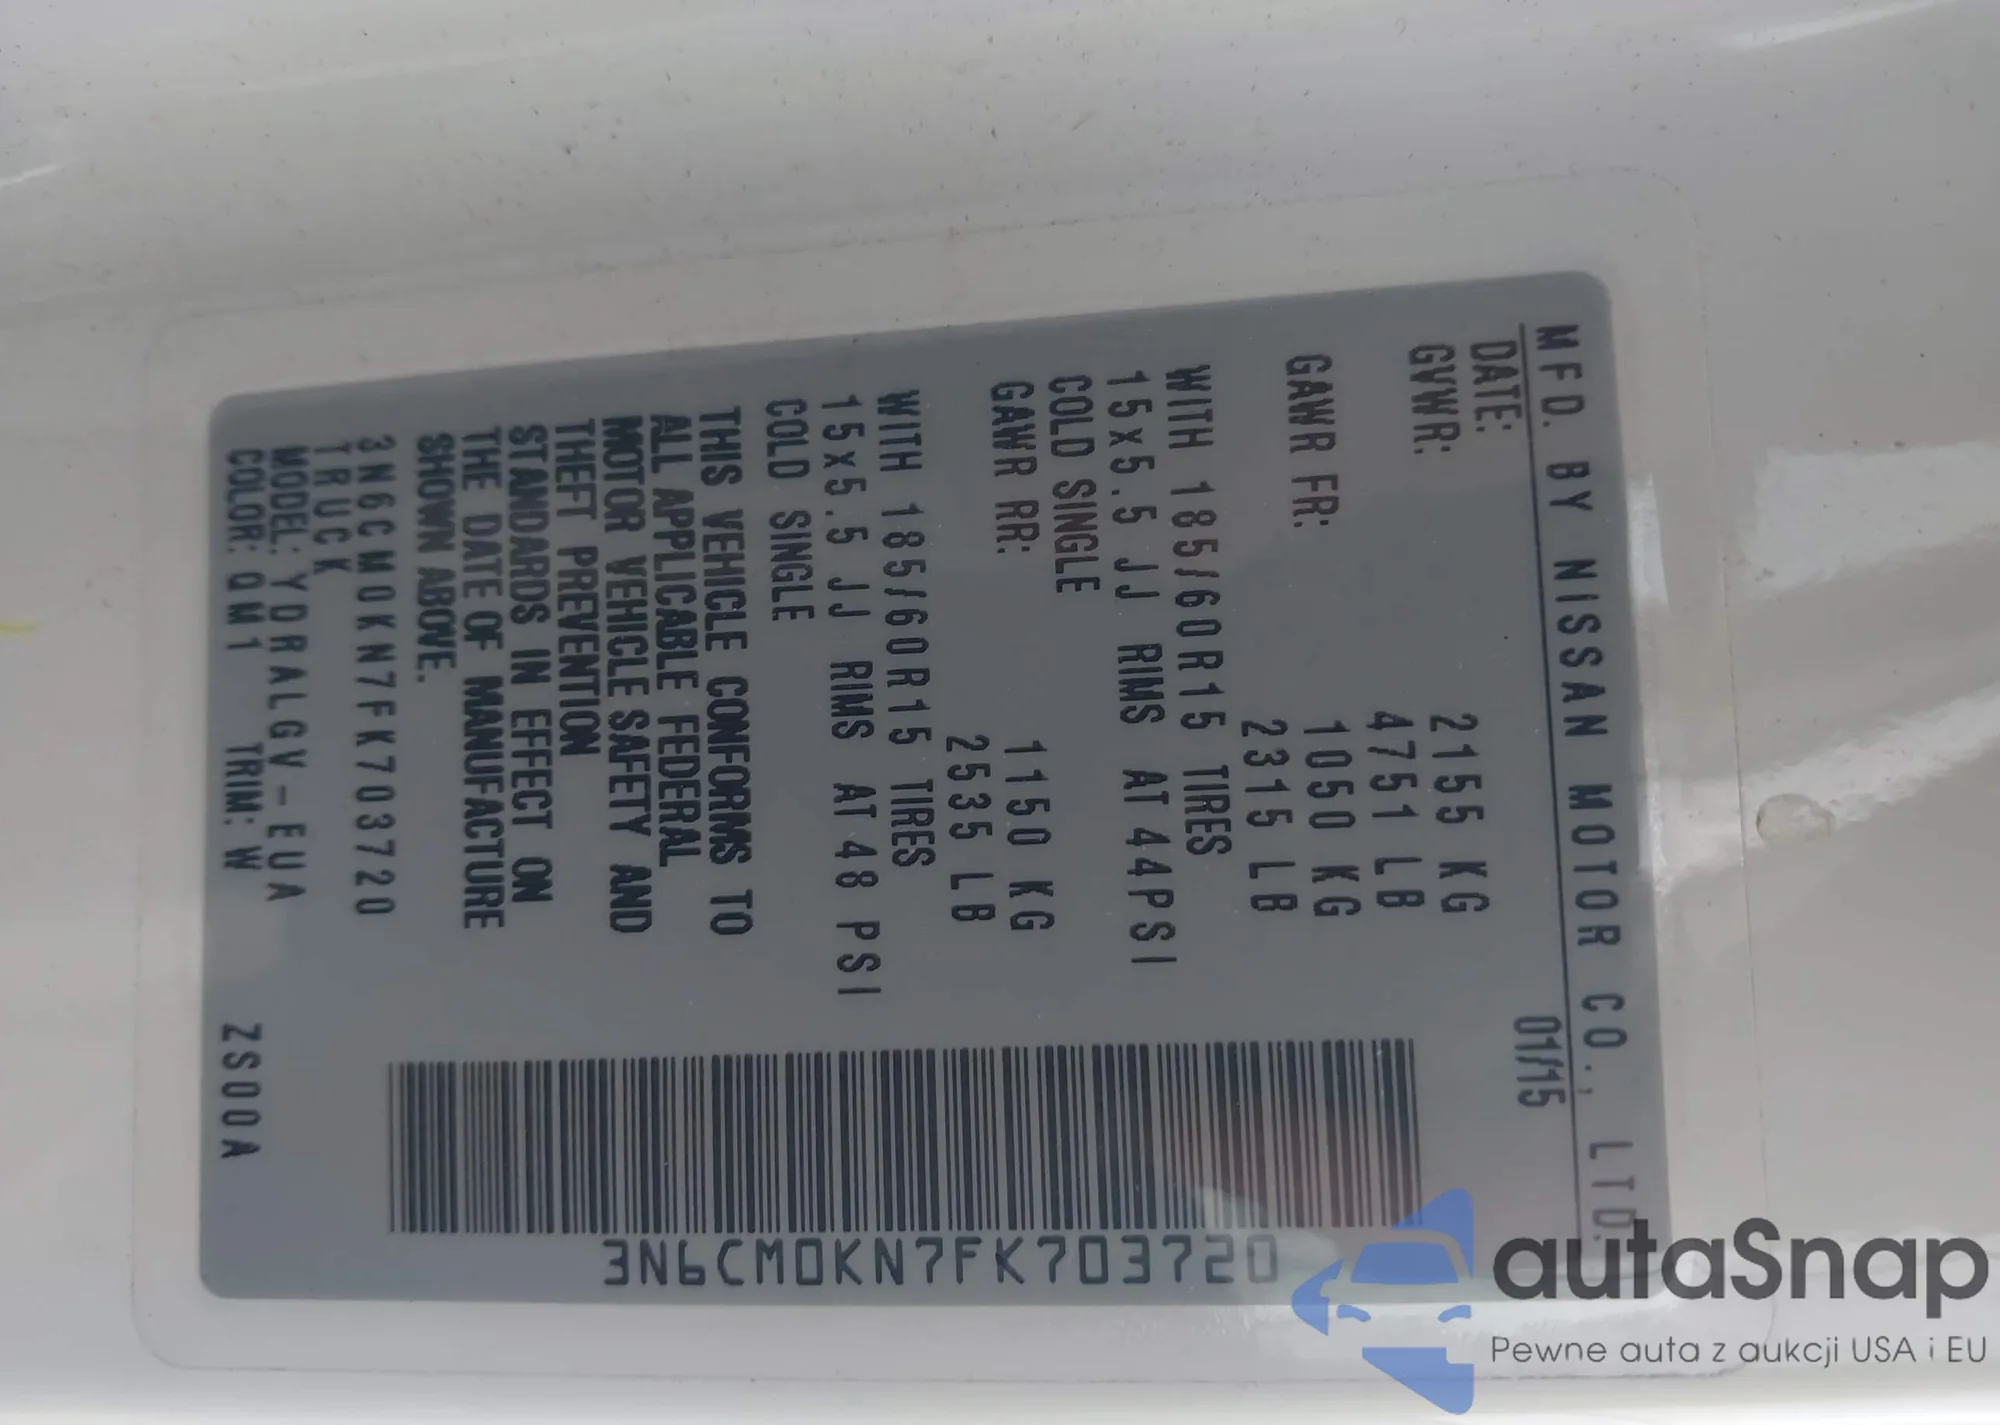 MFD. BY NISSAN MOTOR CO., LTD.
DATE: 01/15
GVWR: 2155 KG
4751 LB
GAWR FR: 1050 KG
2315 LB
WITH 185/60R15 TIRES
15x5.5 JJ RIMS AT 44PSI
COLD SINGLE
GAWR RR: 1150 KG
2535 LB
WITH 185/60R15 TIRES
15x5.5 JJ RIMS AT 48 PSI
COLD SINGLE
THIS VEHICLE CONFORMS TO
ALL APPLICABLE FEDERAL
MOTOR VEHICLE SAFETY AND
THEFT PREVENTION
STANDARDS IN EFFECT ON
THE DATE OF MANUFACTURE
SHOWN ABOVE.
3N6CM0KN7FK703720
TRUCK
MODEL: YDRALGV-EUA
COLOR: QM1 TRIM: W ZS00A
3N6CM0KN7FK703720
autaSnap
Pewne auta z aukcji USA i EU